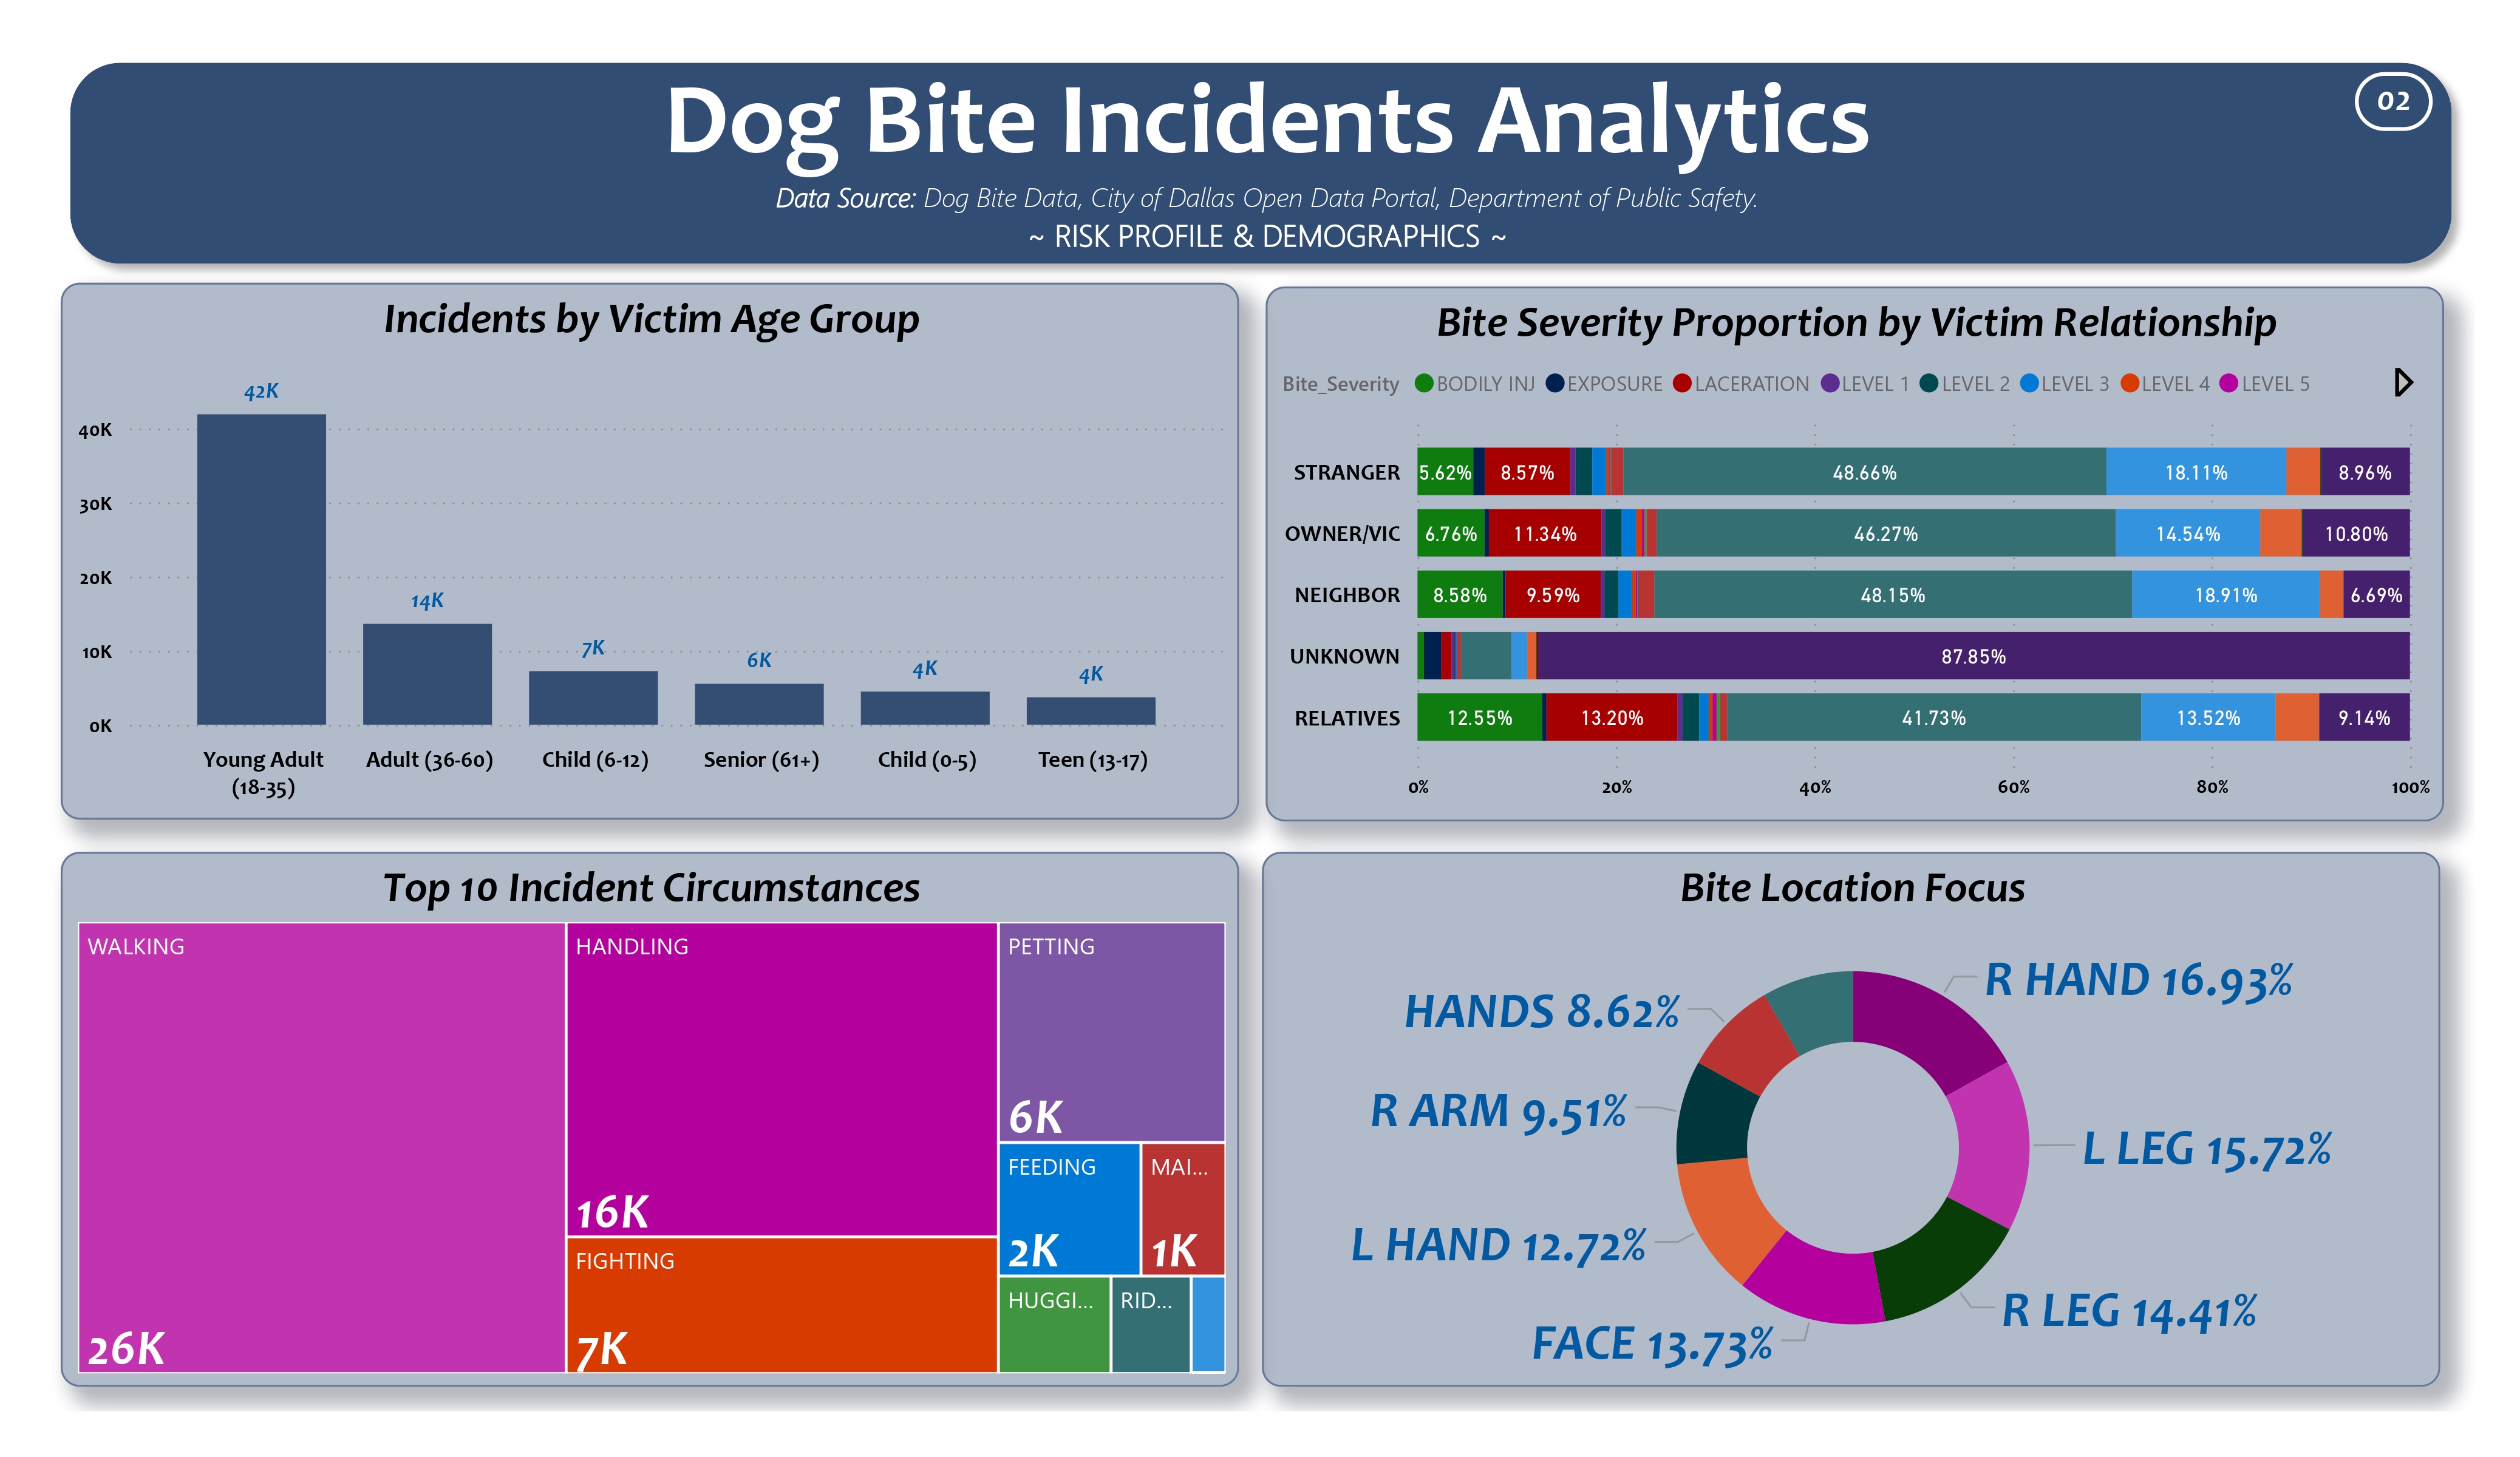 Dog Bite Incidents Analytics
02
Data Source: Dog Bite Data, City of Dallas Open Data Portal, Department of Public Safety.
~ RISK PROFILE & DEMOGRAPHICS ~
Incidents by Victim Age Group
42K
14K
7K
6K
4K
4K
40K
30K
20K
10K
0K
Young Adult
(18-35)
Adult (36-60)
Child (6-12)
Senior (61+)
Child (0-5)
Teen (13-17)
Bite Severity Proportion by Victim Relationship
Bite_Severity BODILY INJ EXPOSURE LACERATION LEVEL 1 LEVEL 2 LEVEL 3 LEVEL 4 LEVEL 5
STRANGER 5.62% 8.57% 48.66% 18.11% 8.96%
OWNER/VIC 6.76% 11.34% 46.27% 14.54% 10.80%
NEIGHBOR 8.58% 9.59% 48.15% 18.91% 6.69%
UNKNOWN 87.85%
RELATIVES 12.55% 13.20% 41.73% 13.52% 9.14%
0% 20% 40% 60% 80% 100%
Top 10 Incident Circumstances
WALKING
26K
HANDLING
16K
FIGHTING
7K
PETTING
6K
FEEDING
2K
MAI...
1K
HUGGI...
RID...
Bite Location Focus
R HAND 16.93%
L LEG 15.72%
R LEG 14.41%
FACE 13.73%
L HAND 12.72%
R ARM 9.51%
HANDS 8.62%